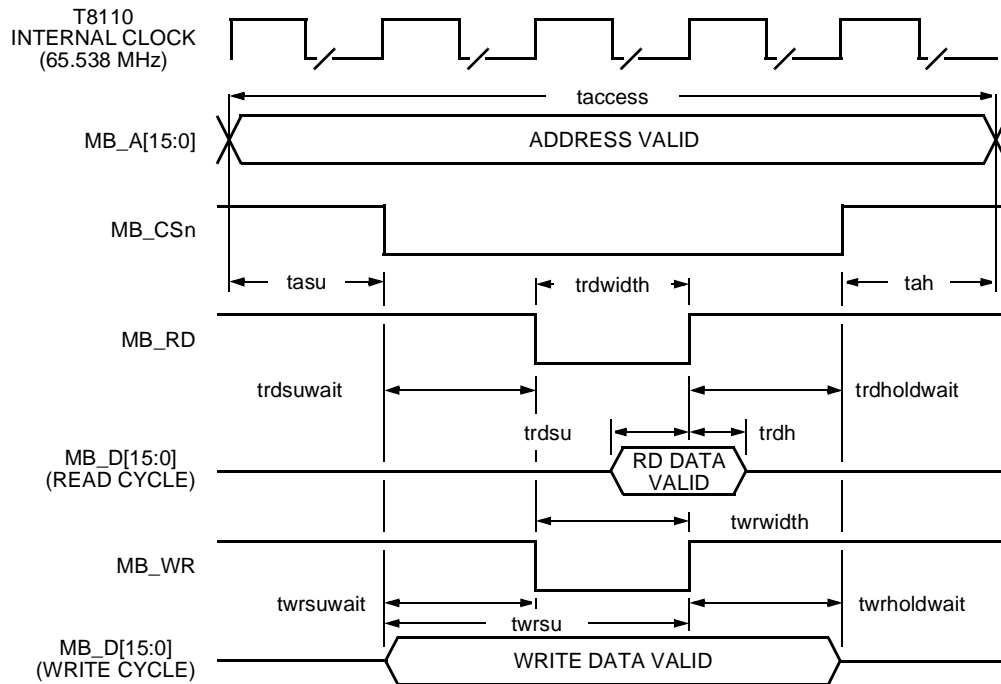 T8110
INTERNAL CLOCK
(65.538 MHz)
taccess
MB_A[15:0]
ADDRESS VALID
MB_CSn
tasu
trdwidth
tah
MB_RD
trdsuwait
trdholdwait
trdsu
trdh
MB_D[15:0]
(READ CYCLE)
RD DATA
VALID
twrwidth
MB_WR
twrsuwait
twrholdwait
twrsu
MB_D[15:0]
(WRITE CYCLE)
WRITE DATA VALID